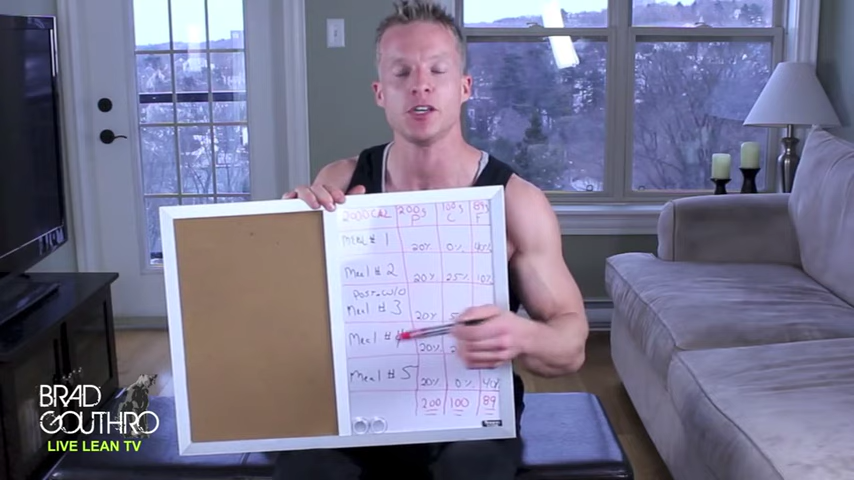 2000 CAL 200g 100g 89g
P C F
Meal #1 20% 0% 40%
Meal #2 20% 25% 10%
Post-W/O
Meal #3 20%
Meal # 20%
Meal #5 20% 0% 40%
200 100 89
BRAD
GOUTHRO
LIVE LEAN TV